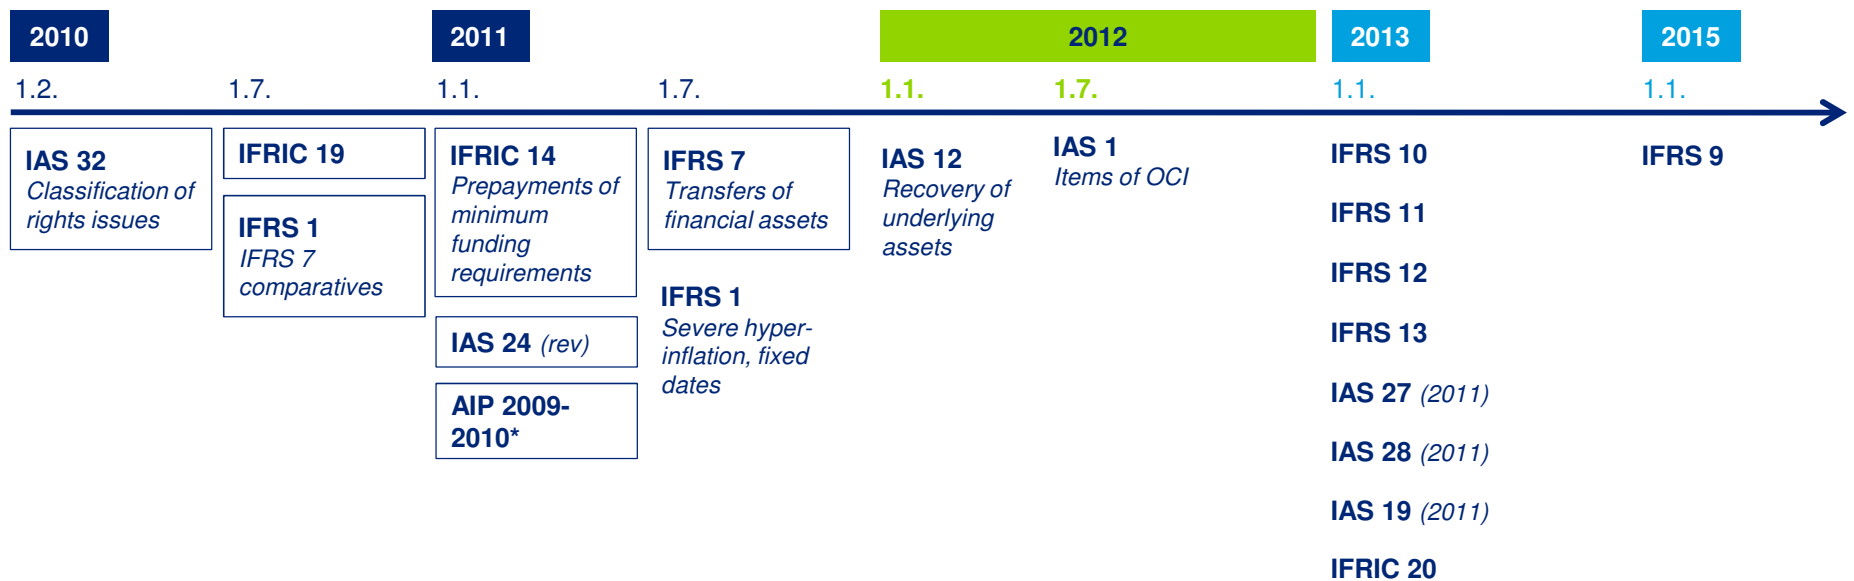 2010
2011
2012
2013
2015
1.2.
1.7.
1.1.
1.7.
1.1.
1.7.
1.1.
1.1.
IAS 32
Classification of
rights issues
IFRIC 19
IFRS 1
IFRS 7
comparatives
IFRIC 14
Prepayments of
minimum
funding
requirements
IAS 24 (rev)
AIP 2009-
2010*
IFRS 7
Transfers of
financial assets
IFRS 1
Severe hyper-
inflation, fixed
dates
IAS 12
Recovery of
underlying
assets
IAS 1
Items of OCI
IFRS 10
IFRS 11
IFRS 12
IFRS 13
IAS 27 (2011)
IAS 28 (2011)
IAS 19 (2011)
IFRIC 20
IFRS 9